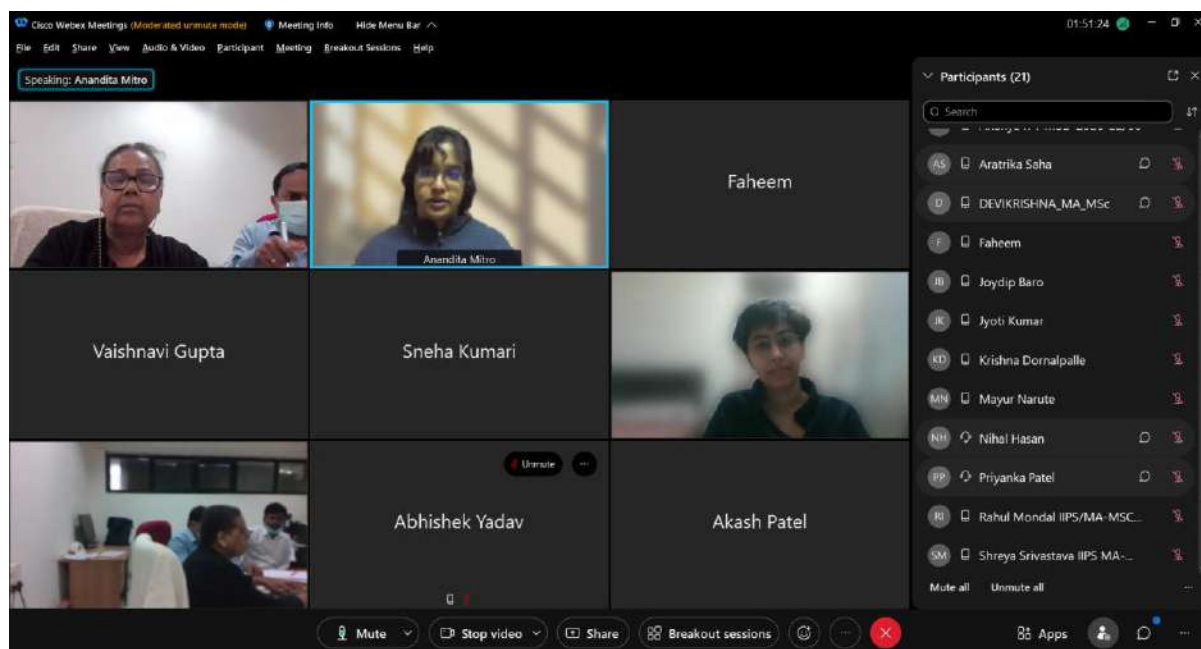 Cisco Webex Meetings (Moderated unmute mode) Meeting Info Hide Menu Bar 01:51:24
File Edit Share View Audio & Video Participant Meeting Breakout Sessions Help
Speaking: Anandita Mitro
Anandita Mitro
Faheem
Vaishnavi Gupta
Sneha Kumari
Unmute
Abhishek Yadav
Akash Patel
Participants (21)
Search
AS Aratrika Saha
D DEVIKRISHNA_MA_MSc
F Faheem
JB Joydip Baro
JK Jyoti Kumar
KD Krishna Dornalpalle
MN Mayur Narute
NH Nihal Hasan
PP Priyanka Patel
RI Rahul Mondal IIPS/MA-MSC...
SM Shreya Srivastava IIPS MA-...
Mute all Unmute all
Mute Stop video Share Breakout sessions Apps